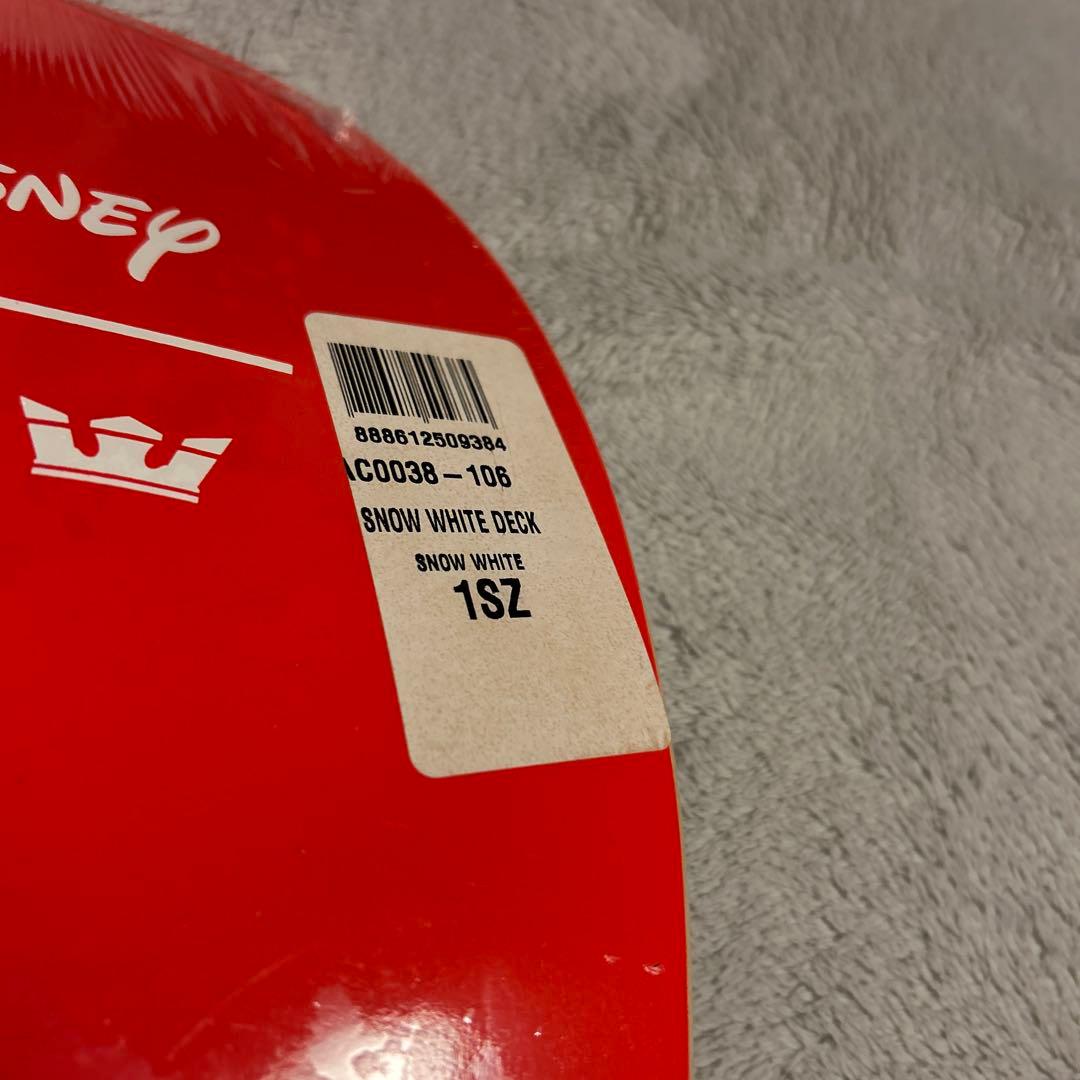 SNEY
888612509384
AC0038-106
SNOW WHITE DECK
SNOW WHITE
1SZ